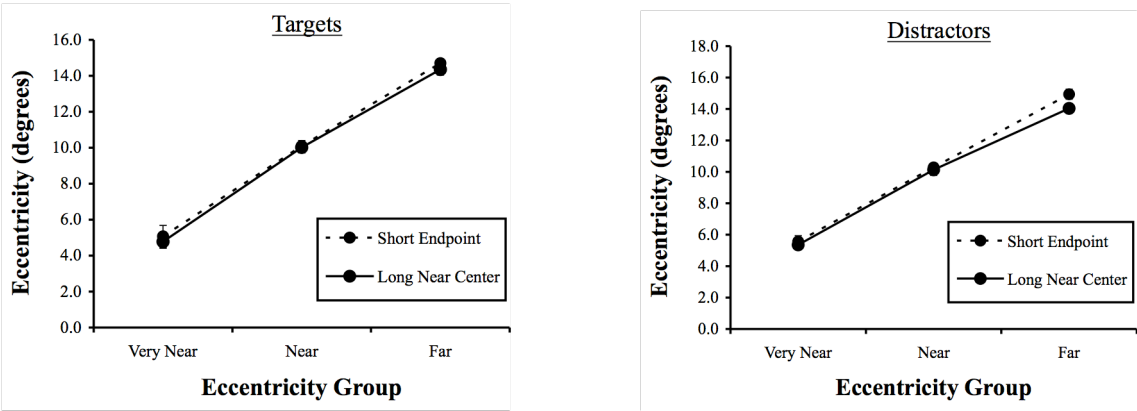 Targets
Eccentricity (degrees)
16.0
14.0
12.0
10.0
8.0
6.0
4.0
2.0
0.0
Short Endpoint
Long Near Center
Very Near
Near
Far
Eccentricity Group
Distractors
Eccentricity (degrees)
18.0
16.0
14.0
12.0
10.0
8.0
6.0
4.0
2.0
0.0
Short Endpoint
Long Near Center
Very Near
Near
Far
Eccentricity Group